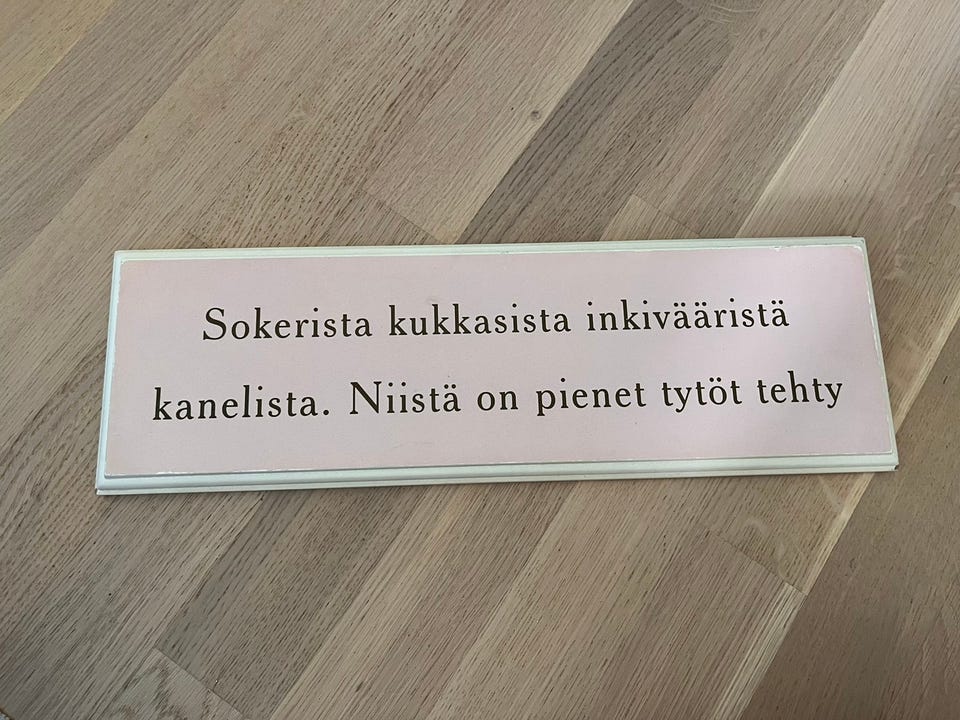 Sokerista kukkasista inkivääristä
kanelista. Niistä on pienet tytöt tehty